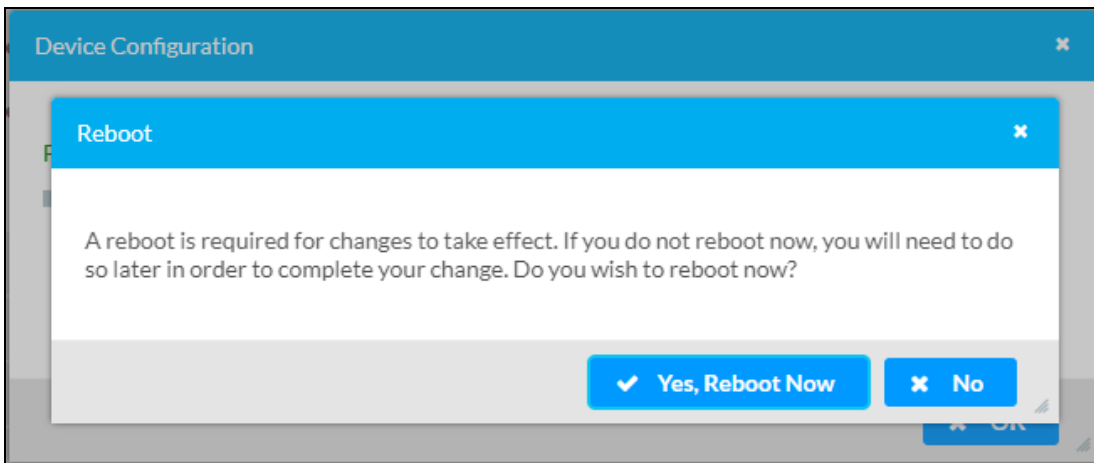 Device Configuration
Reboot
A reboot is required for changes to take effect. If you do not reboot now, you will need to do
so later in order to complete your change. Do you wish to reboot now?
Yes, Reboot Now
No
OK